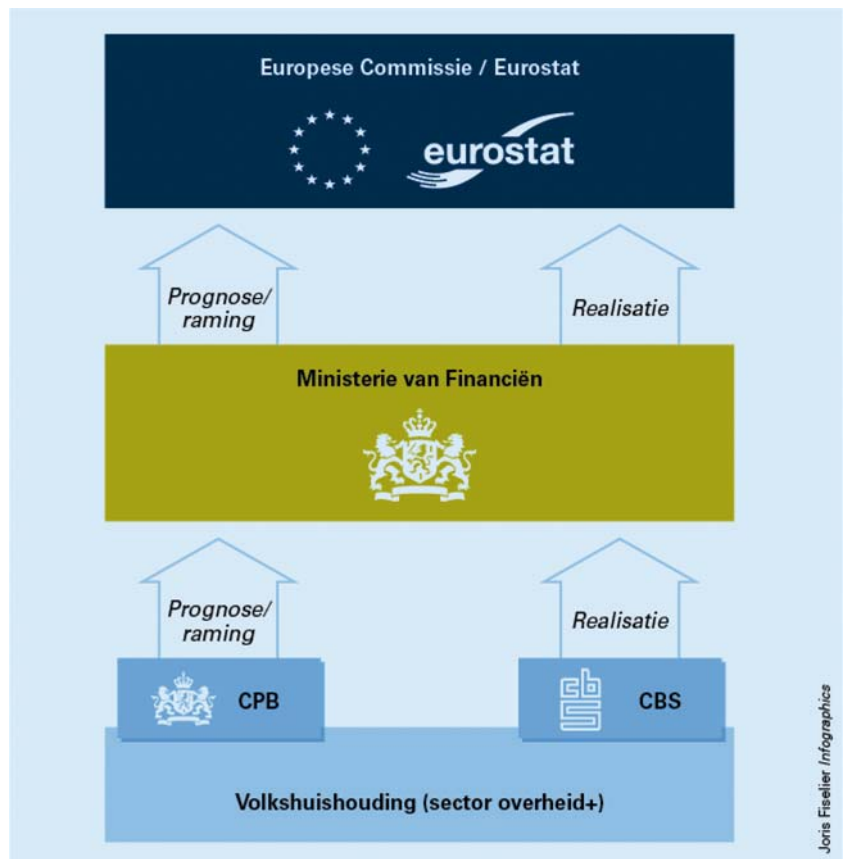 Europese Commissie / Eurostat
eurostat
Prognose/
raming
Realisatie
Ministerie van Financiën
Prognose/
raming
Realisatie
CPB
cbs
CBS
Volkshuishouding (sector overheid+)
Joris Fiselier Infographics